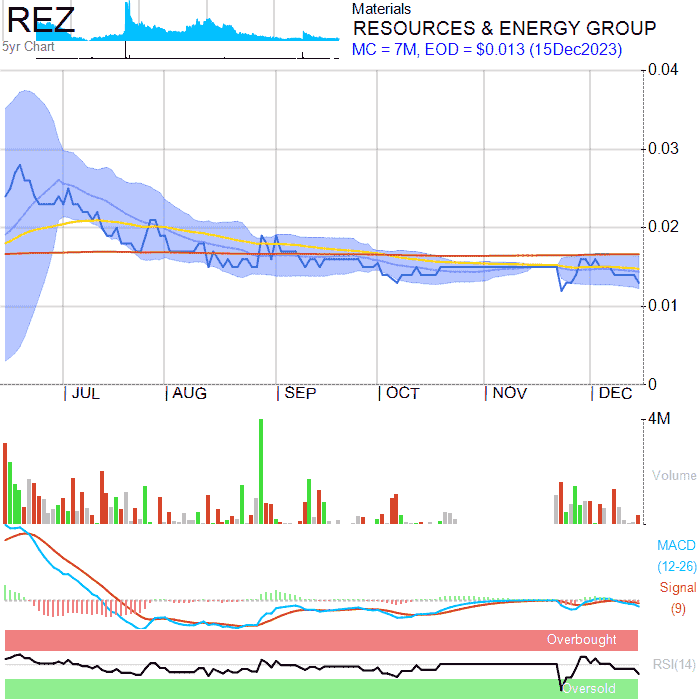 REZ
5yr Chart
Materials
RESOURCES & ENERGY GROUP
MC = 7M, EOD = $0.013 (15Dec2023)
0.04
0.03
0.02
0.01
0
JUL AUG SEP OCT NOV DEC
4M
Volume
MACD
(12-26)
Signal
(9)
Overbought
RSI(14)
Oversold